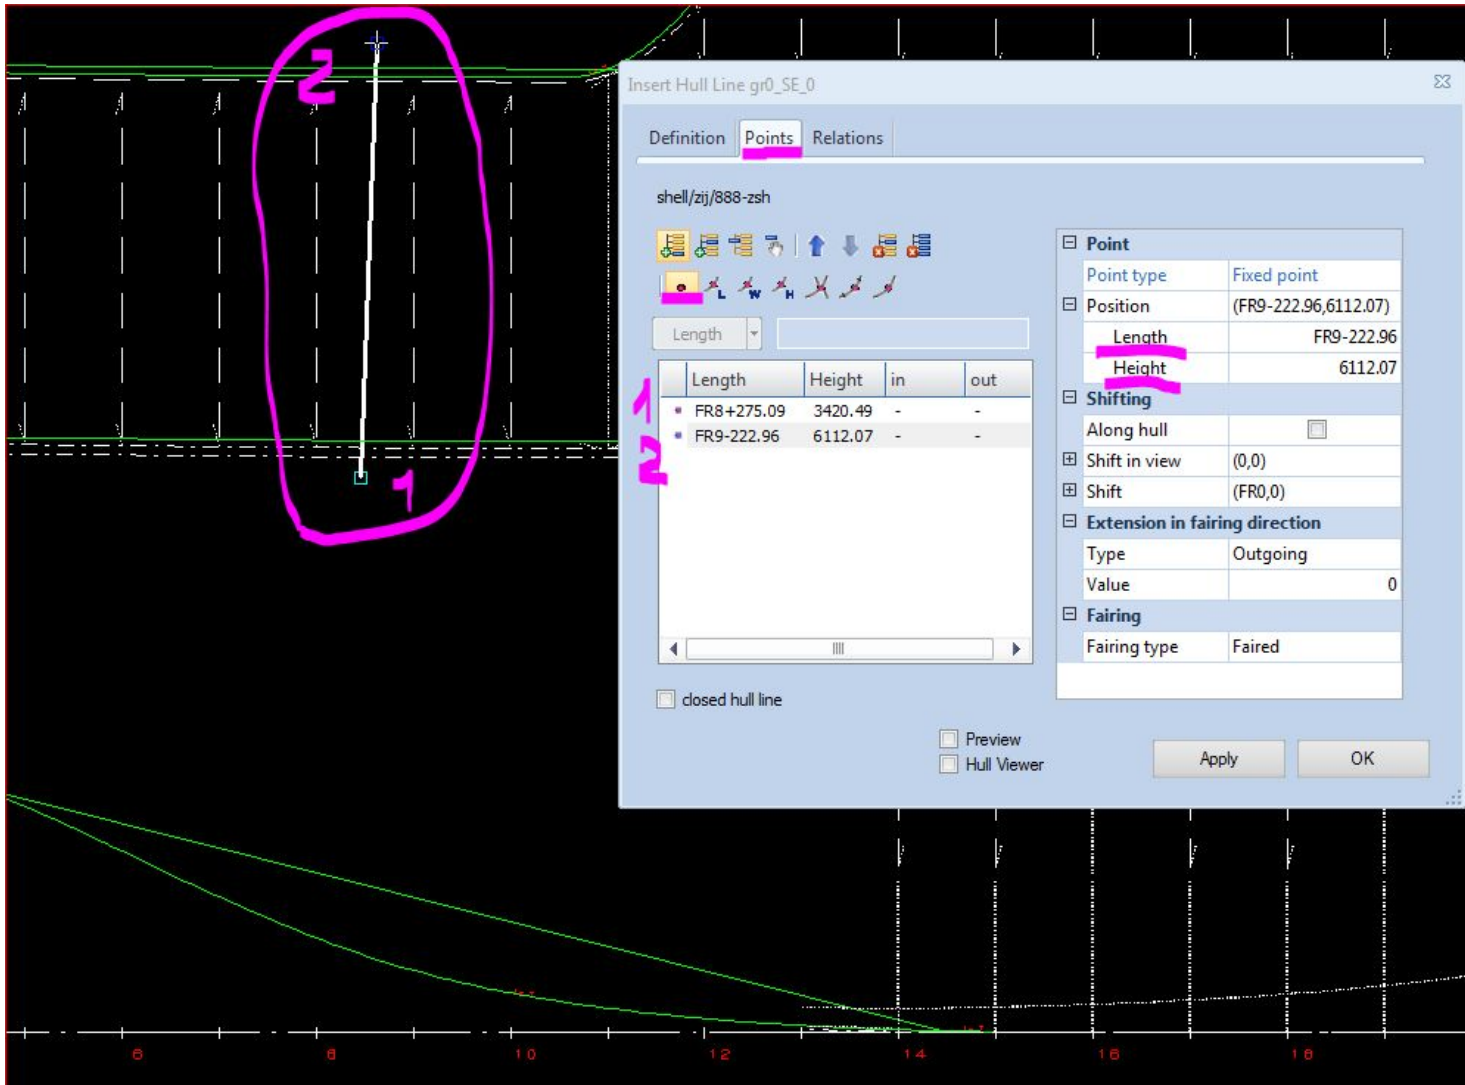 2
1
Insert Hull Line gr0_SE_0
Definition Points Relations
shell/zij/888-zsh
L W H
Length
Length Height in out
1 FR8+275.09 3420.49 - -
2 FR9-222.96 6112.07 - -
closed hull line
Preview
Hull Viewer
Point
Point type Fixed point
Position (FR9-222.96,6112.07)
Length FR9-222.96
Height 6112.07
Shifting
Along hull
Shift in view (0,0)
Shift (FR0,0)
Extension in fairing direction
Type Outgoing
Value 0
Fairing
Fairing type Faired
Apply OK
6 8 10 12 14 16 18